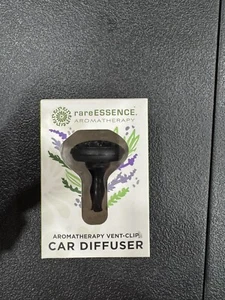 rareESSENCE.
AROMATHERAPY
AROMATHERAPY VENT-CLIP
CAR DIFFUSER